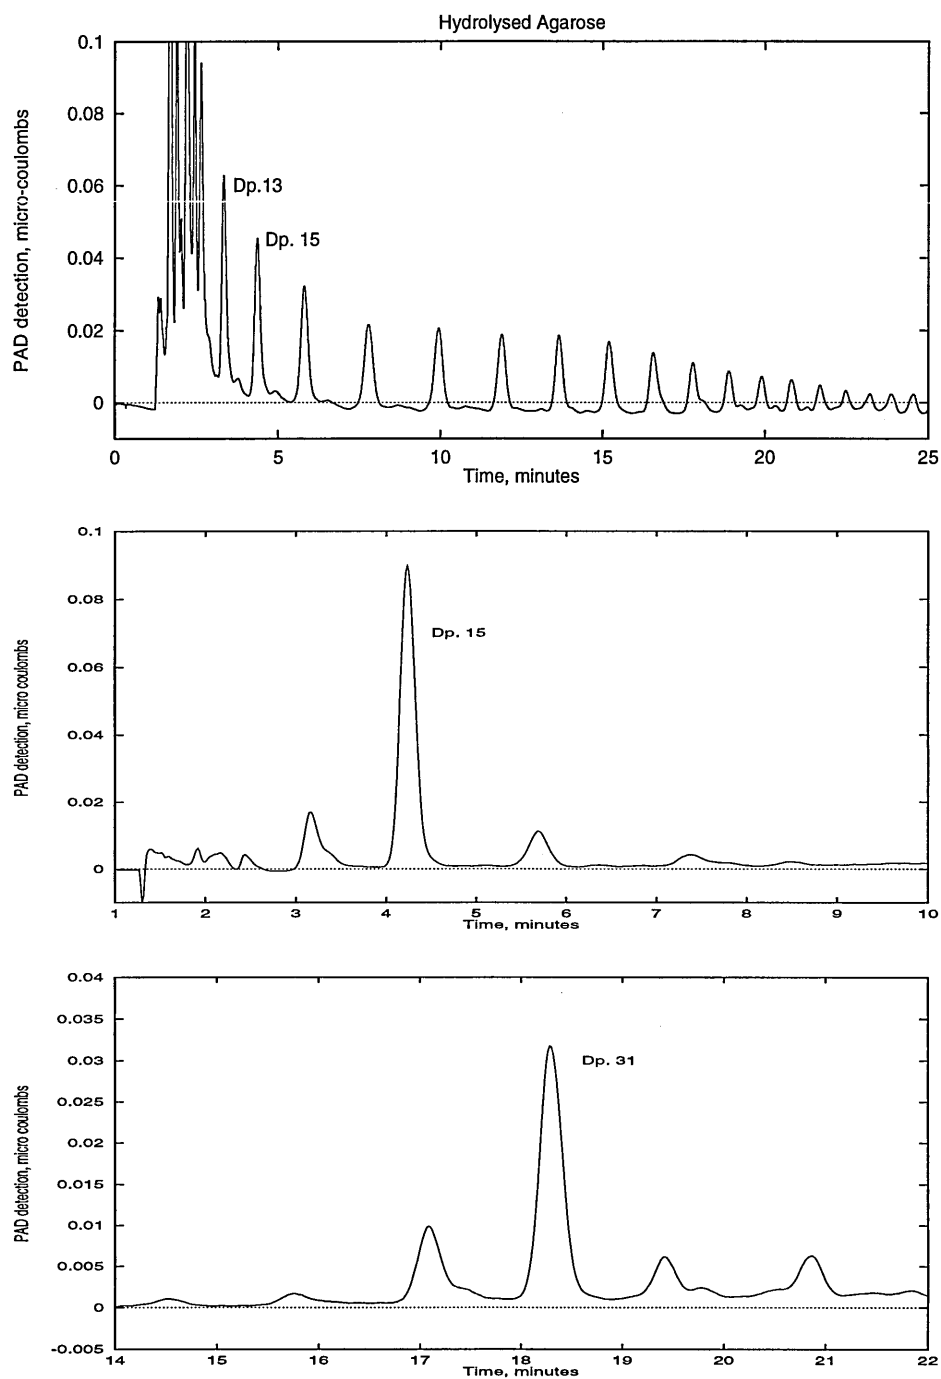 Hydrolysed Agarose
PAD detection, micro-coulombs
0.1
0.08
0.06
0.04
0.02
0
Dp.13
Dp. 15
0 5 10 15 20 25
Time, minutes
PAD detection, micro coulombs
0.1
0.08
0.06
0.04
0.02
0
Dp. 15
1 2 3 4 5 6 7 8 9 10
Time, minutes
PAD detection, micro coulombs
0.04
0.035
0.03
0.025
0.02
0.015
0.01
0.005
0
-0.005
Dp. 31
14 15 16 17 18 19 20 21 22
Time, minutes